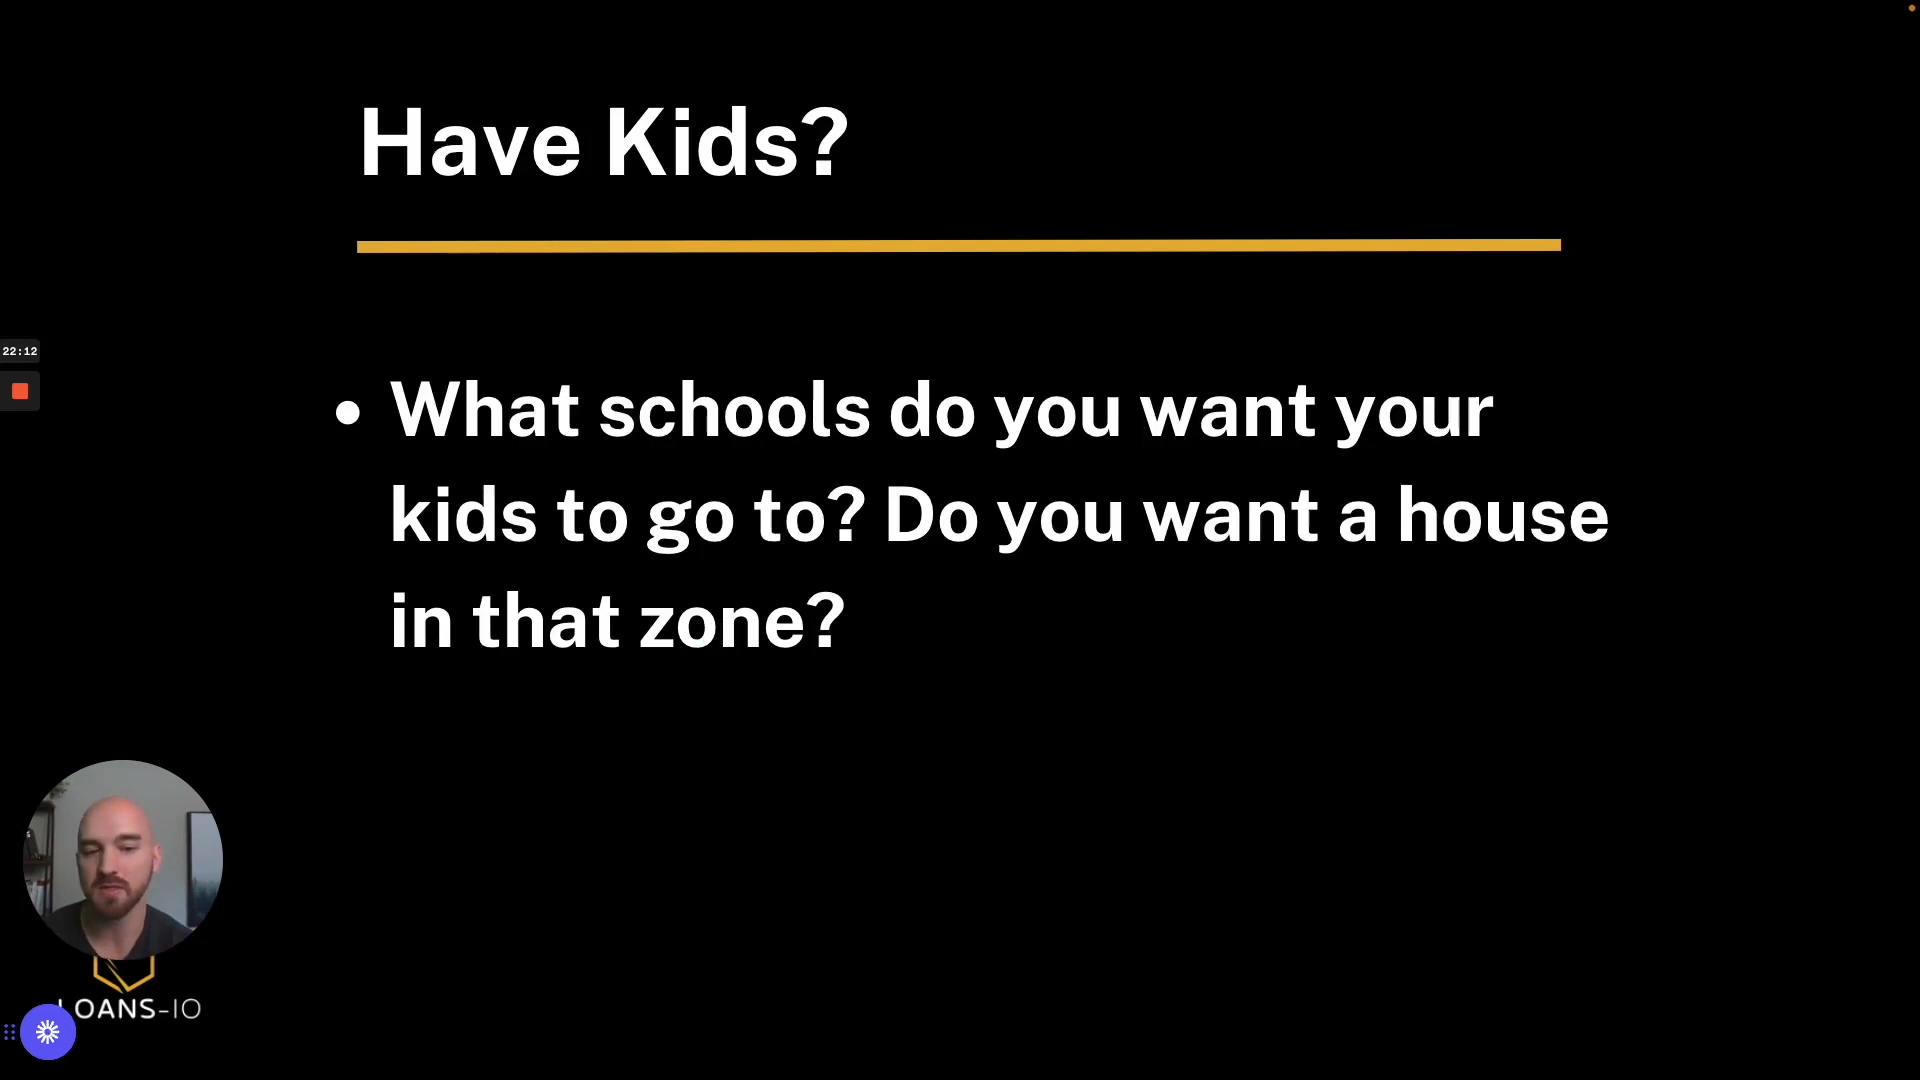 Have Kids?
22:12
• What schools do you want your
kids to go to? Do you want a house
in that zone?
LOANS-IO